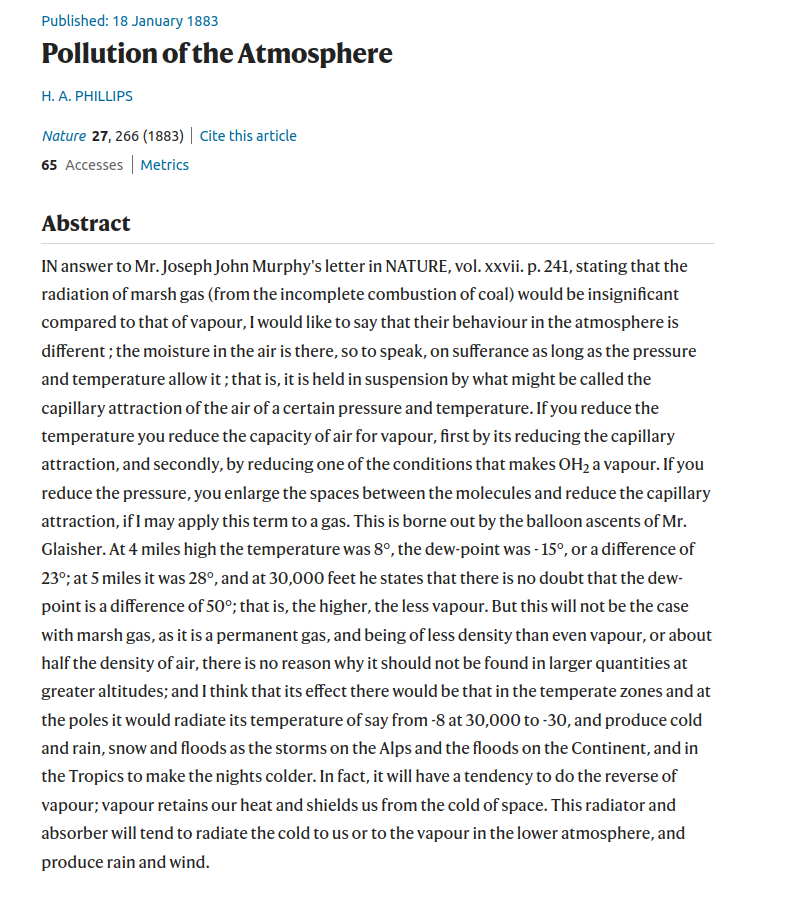 Published: 18 January 1883
Pollution of the Atmosphere
H. A. PHILLIPS
Nature 27, 266 (1883) | Cite this article
65 Accesses | Metrics
Abstract
IN answer to Mr. Joseph John Murphy's letter in NATURE, vol. xxvii. p. 241, stating that the
radiation of marsh gas (from the incomplete combustion of coal) would be insignificant
compared to that of vapour, I would like to say that their behaviour in the atmosphere is
different ; the moisture in the air is there, so to speak, on sufferance as long as the pressure
and temperature allow it ; that is, it is held in suspension by what might be called the
capillary attraction of the air of a certain pressure and temperature. If you reduce the
temperature you reduce the capacity of air for vapour, first by its reducing the capillary
attraction, and secondly, by reducing one of the conditions that makes OH₂ a vapour. If you
reduce the pressure, you enlarge the spaces between the molecules and reduce the capillary
attraction, if I may apply this term to a gas. This is borne out by the balloon ascents of Mr.
Glaisher. At 4 miles high the temperature was 8°, the dew-point was - 15°, or a difference of
23°; at 5 miles it was 28°, and at 30,000 feet he states that there is no doubt that the dew-
point is a difference of 50°; that is, the higher, the less vapour. But this will not be the case
with marsh gas, as it is a permanent gas, and being of less density than even vapour, or about
half the density of air, there is no reason why it should not be found in larger quantities at
greater altitudes; and I think that its effect there would be that in the temperate zones and at
the poles it would radiate its temperature of say from -8 at 30,000 to -30, and produce cold
and rain, snow and floods as the storms on the Alps and the floods on the Continent, and in
the Tropics to make the nights colder. In fact, it will have a tendency to do the reverse of
vapour; vapour retains our heat and shields us from the cold of space. This radiator and
absorber will tend to radiate the cold to us or to the vapour in the lower atmosphere, and
produce rain and wind.